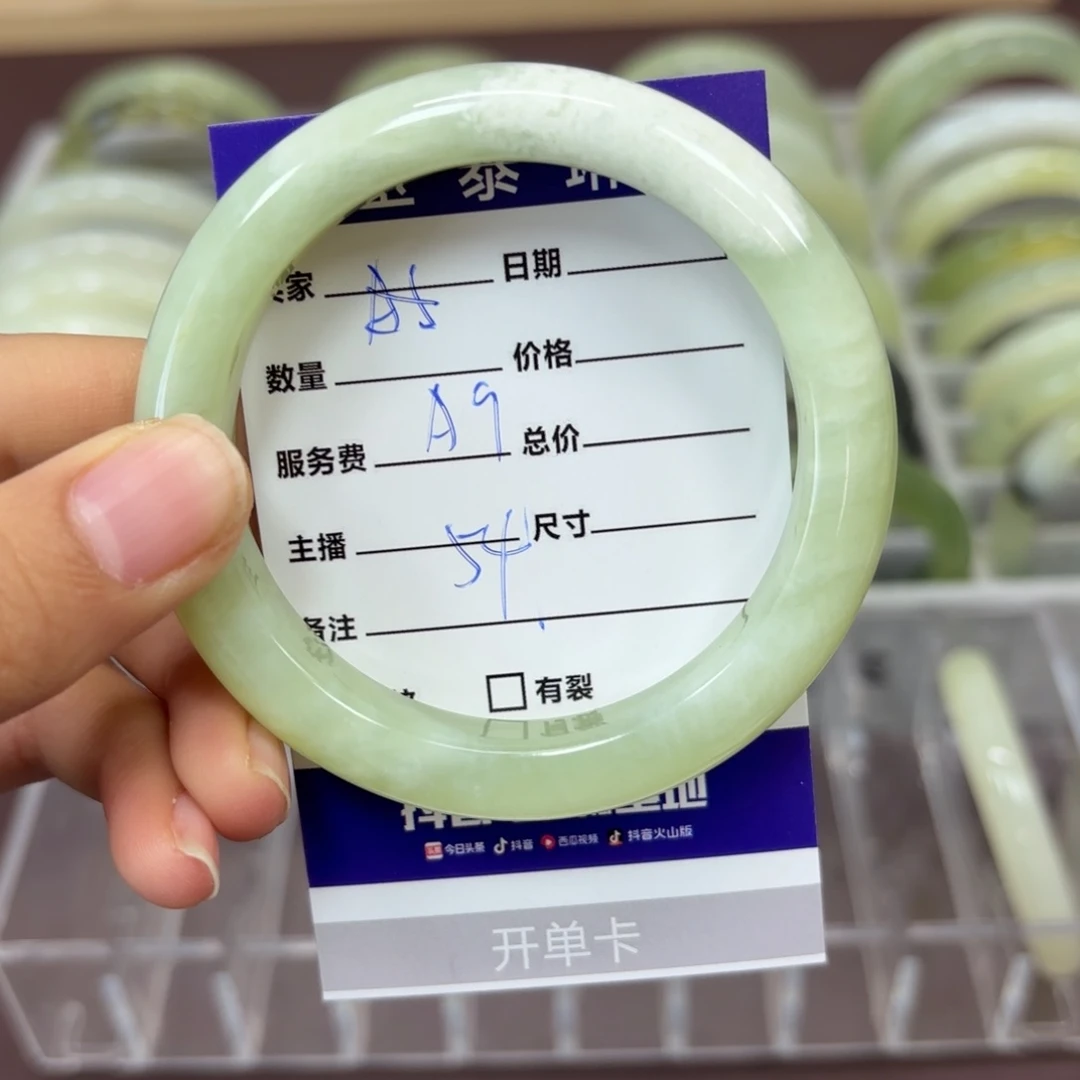 泰
家 日期
A5
数量 价格
A9
服务费 总价
主播 尺寸
54
备注
有裂
今日头条 抖音 西瓜视频 抖音火山版
开单卡